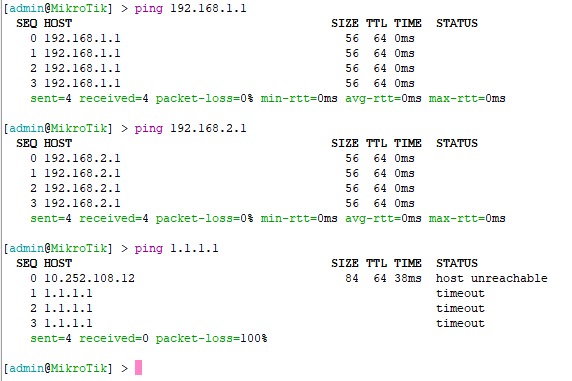 [admin@MikroTik] > ping 192.168.1.1
SEQ HOST SIZE TTL TIME STATUS
0 192.168.1.1 56 64 0ms
1 192.168.1.1 56 64 0ms
2 192.168.1.1 56 64 0ms
3 192.168.1.1 56 64 0ms
sent=4 received=4 packet-loss=0% min-rtt=0ms avg-rtt=0ms max-rtt=0ms
[admin@MikroTik] > ping 192.168.2.1
SEQ HOST SIZE TTL TIME STATUS
0 192.168.2.1 56 64 0ms
1 192.168.2.1 56 64 0ms
2 192.168.2.1 56 64 0ms
3 192.168.2.1 56 64 0ms
sent=4 received=4 packet-loss=0% min-rtt=0ms avg-rtt=0ms max-rtt=0ms
[admin@MikroTik] > ping 1.1.1.1
SEQ HOST SIZE TTL TIME STATUS
0 10.252.108.12 84 64 38ms host unreachable
1 1.1.1.1 timeout
2 1.1.1.1 timeout
3 1.1.1.1 timeout
sent=4 received=0 packet-loss=100%
[admin@MikroTik] >